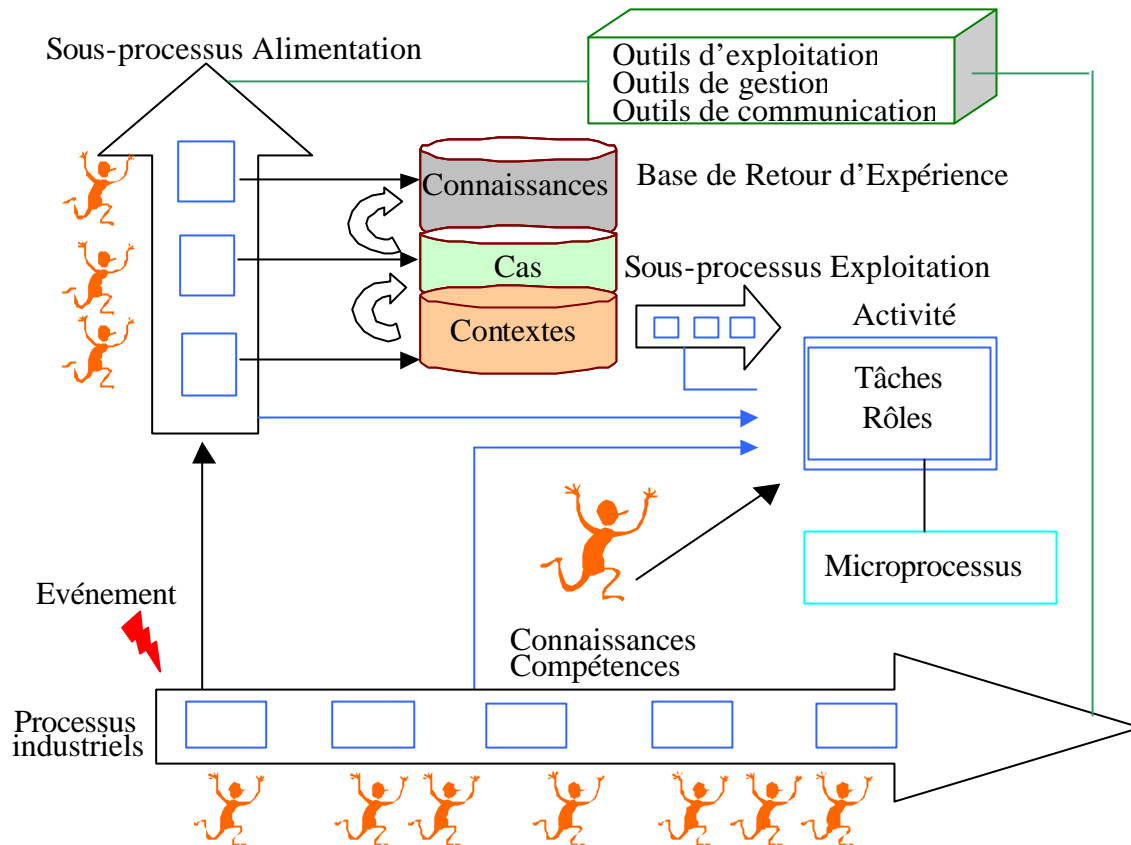 Sous-processus Alimentation
Outils d'exploitation
Outils de gestion
Outils de communication
Connaissances
Base de Retour d'Expérience
Cas
Sous-processus Exploitation
Contextes
Activité
Tâches
Rôles
Microprocessus
Evénement
Connaissances
Compétences
Processus
industriels